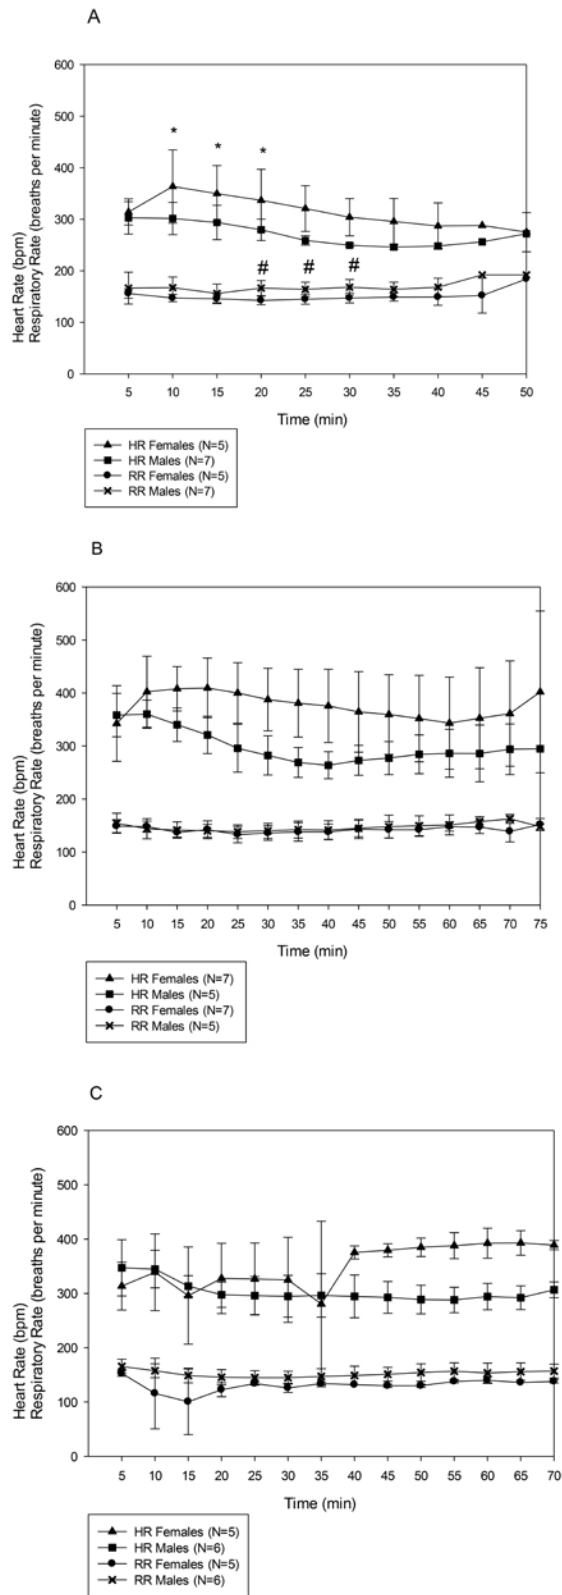 A
600
500
400
300
200
100
0
Heart Rate (bpm)
Respiratory Rate (breaths per minute)
*
*
*
#
#
#
5 10 15 20 25 30 35 40 45 50
Time (min)
HR Females (N=5)
HR Males (N=7)
RR Females (N=5)
RR Males (N=7)
B
600
500
400
300
200
100
0
Heart Rate (bpm)
Respiratory Rate (breaths per minute)
5 10 15 20 25 30 35 40 45 50 55 60 65 70 75
Time (min)
HR Females (N=7)
HR Males (N=5)
RR Females (N=7)
RR Males (N=5)
C
600
500
400
300
200
100
0
Heart Rate (bpm)
Respiratory Rate (breaths per minute)
5 10 15 20 25 30 35 40 45 50 55 60 65 70
Time (min)
HR Females (N=5)
HR Males (N=6)
RR Females (N=5)
RR Males (N=6)